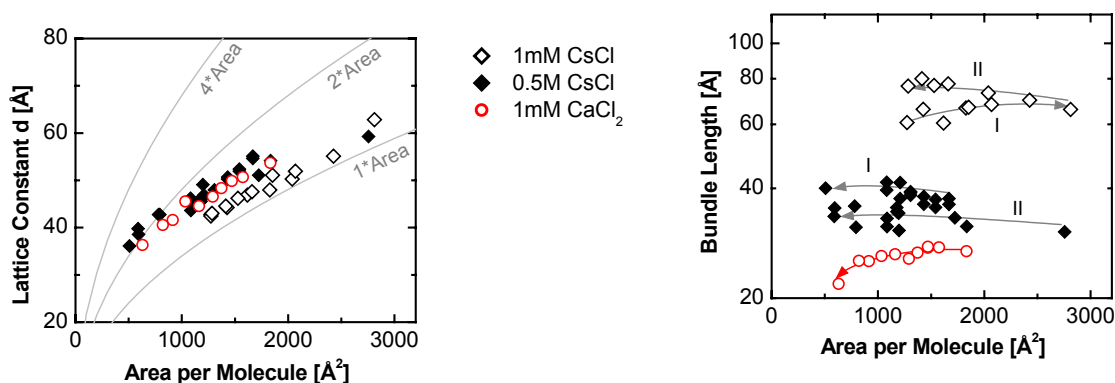 80
60
40
20
Lattice Constant d [Å]
4*Area
2*Area
1*Area
0
1000
2000
3000
Area per Molecule [Å²]
1mM CsCl
0.5M CsCl
1mM CaCl₂
100
80
60
40
20
Bundle Length [Å]
II
I
I
II
0
1000
2000
3000
Area per Molecule [Å²]